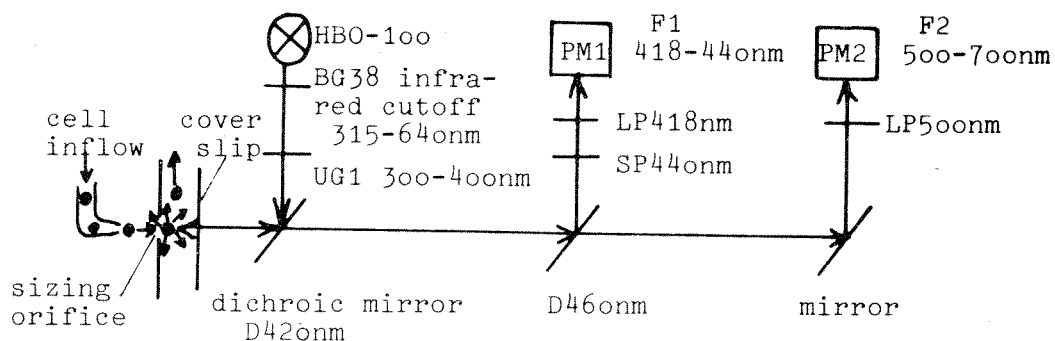 HBO-1oo
BG38 infra-
red cutoff
315-64onm
UG1 3oo-4oonm
PM1
F1
418-44onm
LP418nm
SP44onm
PM2
F2
5oo-7oonm
LP5oonm
cell
inflow
cover
slip
sizing
orifice
dichroic mirror
D42onm
D46onm
mirror